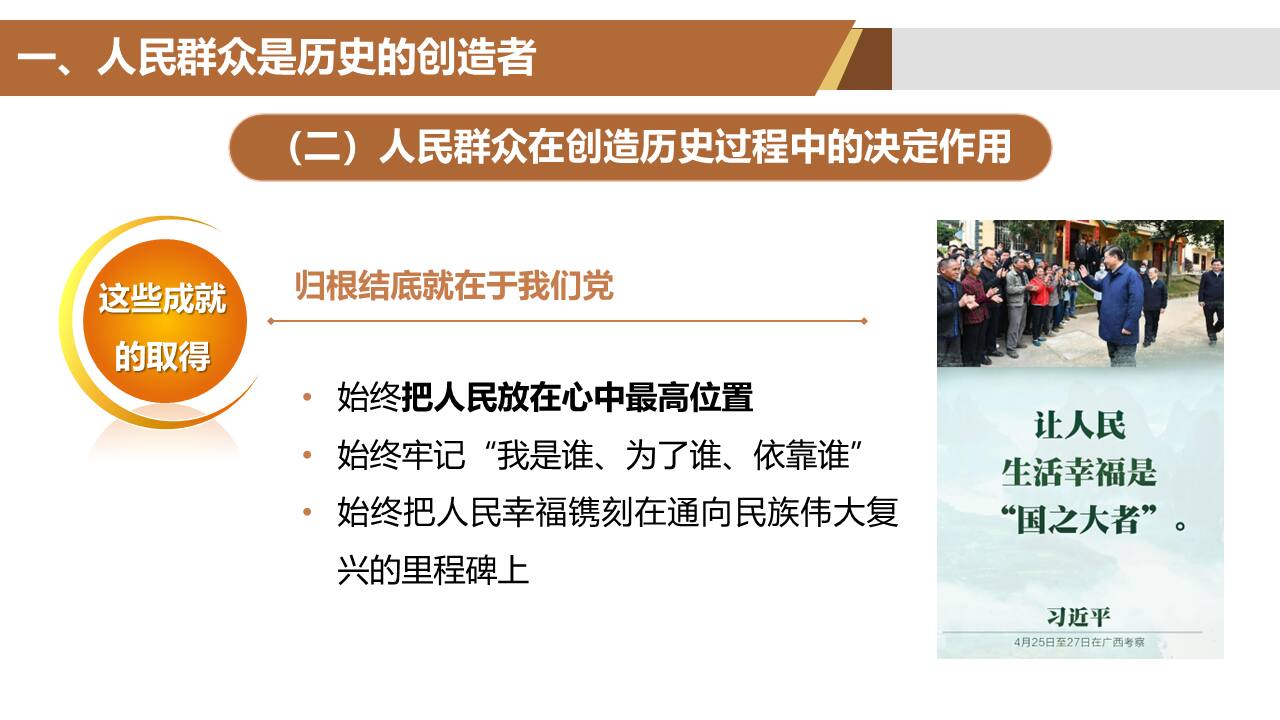 一、人民群众是历史的创造者
（二）人民群众在创造历史过程中的决定作用
这些成就
的取得
归根结底就在于我们党
• 始终把人民放在心中最高位置
• 始终牢记“我是谁、为了谁、依靠谁”
• 始终把人民幸福镌刻在通向民族伟大复
兴的里程碑上
让人民
生活幸福是
“国之大者”。
习近平
4月25日至27日在广西考察